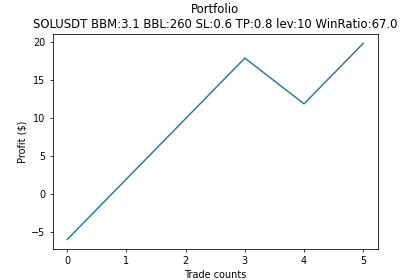 Portfolio
SOLUSDT BBM:3.1 BBL:260 SL:0.6 TP:0.8 lev:10 WinRatio:67.0
20
15
10
5
0
−5
Profit ($)
0 1 2 3 4 5
Trade counts